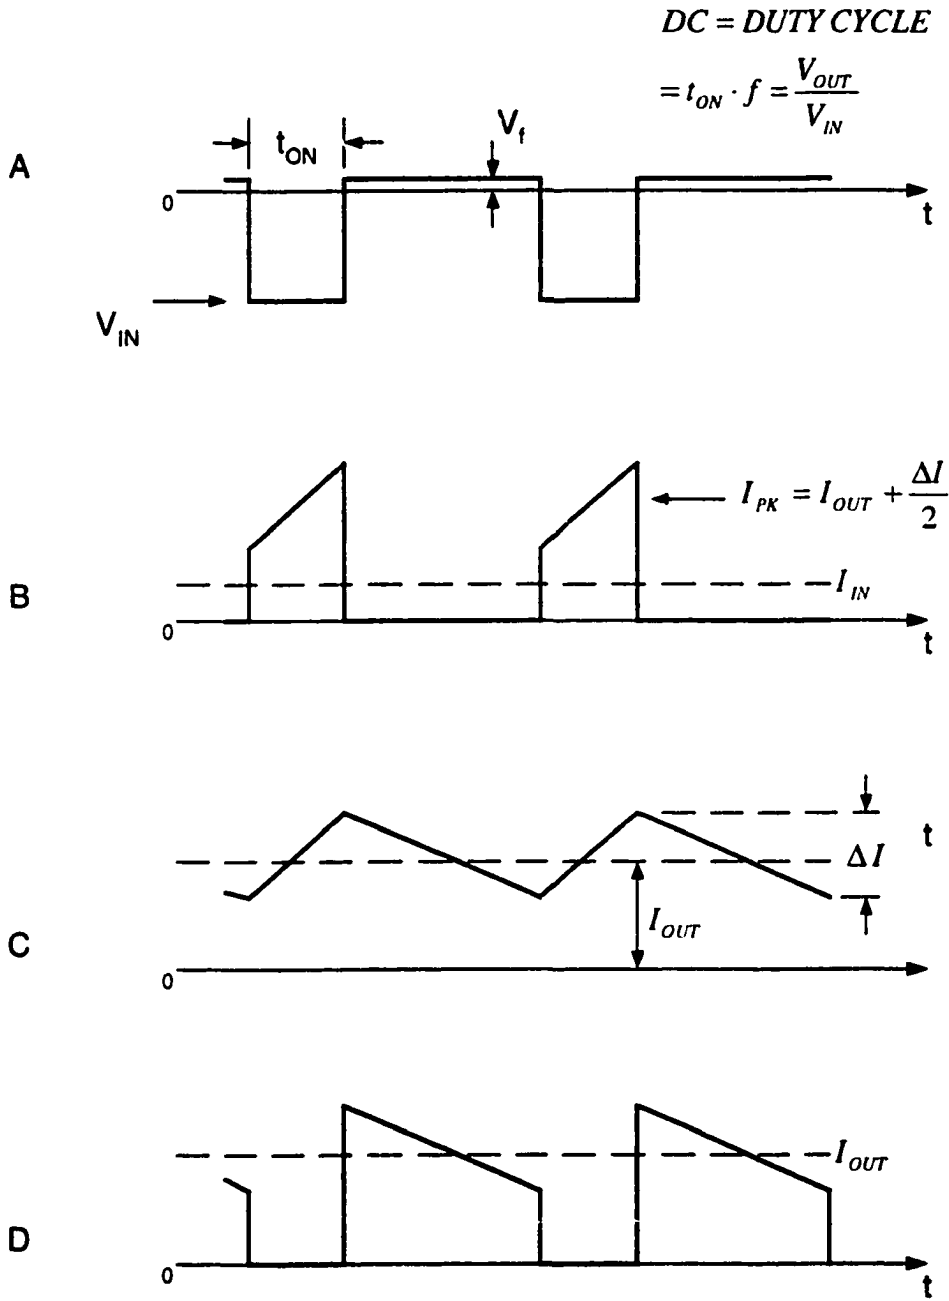 DC = DUTY CYCLE
= t_ON · f = V_OUT / V_IN
A
t_ON
V_f
0
t
V_IN
B
I_PK = I_OUT + ΔI / 2
I_IN
0
t
C
t
ΔI
I_OUT
0
D
I_OUT
0
t